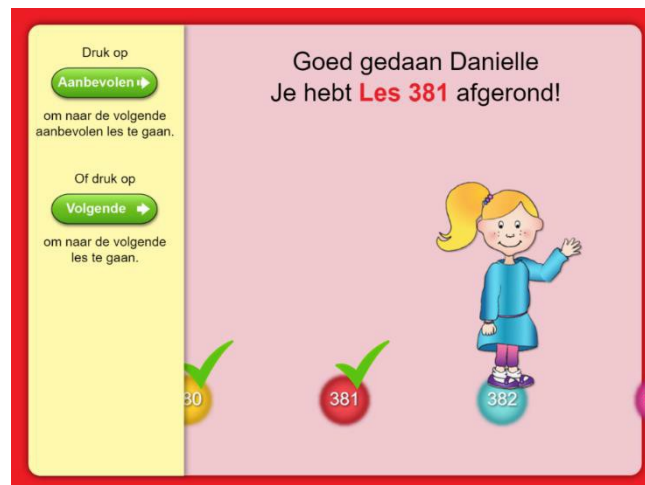 Druk op
Aanbevolen
om naar de volgende
aanbevolen les te gaan.
Of druk op
Volgende
om naar de volgende
les te gaan.
Goed gedaan Danielle
Je hebt Les 381 afgerond!
80
381
382